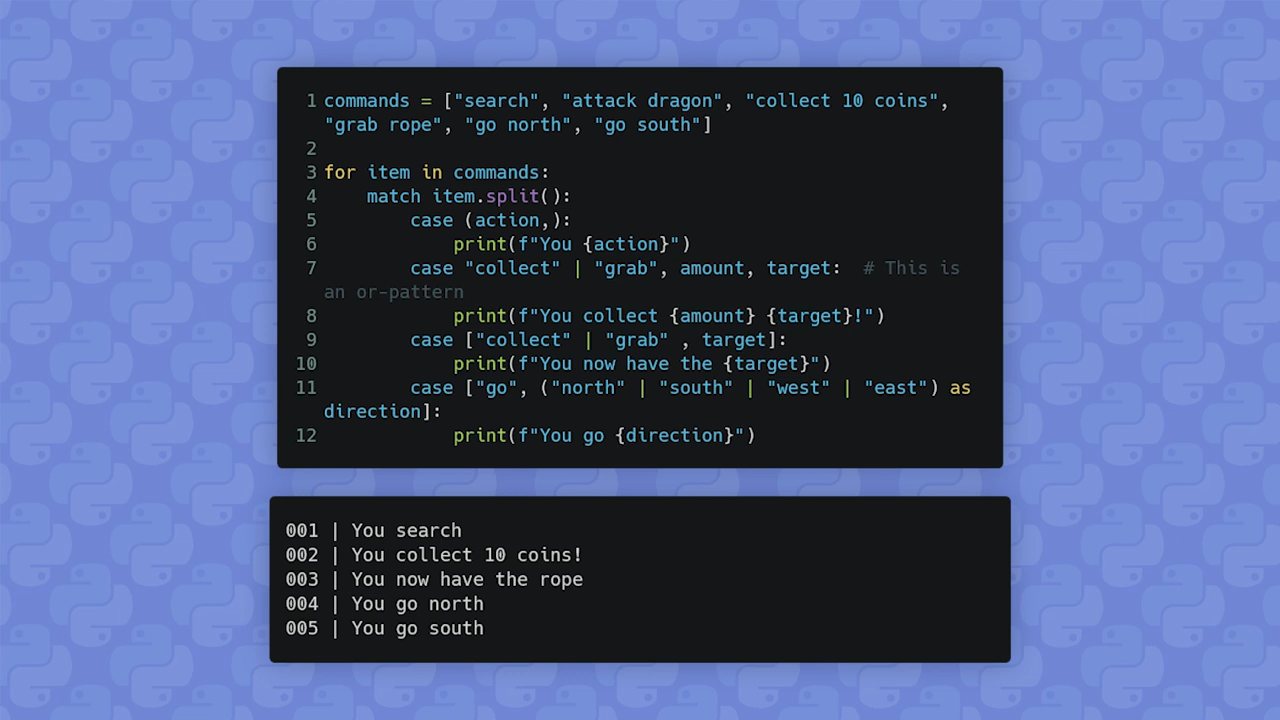 1 commands = ["search", "attack dragon", "collect 10 coins",
"grab rope", "go north", "go south"]
2
3 for item in commands:
4     match item.split():
5         case (action,):
6             print(f"You {action}")
7         case "collect" | "grab", amount, target:  # This is
an or-pattern
8             print(f"You collect {amount} {target}!")
9         case ["collect" | "grab" , target]:
10             print(f"You now have the {target}")
11         case ["go", ("north" | "south" | "west" | "east") as
direction]:
12             print(f"You go {direction}")
001 | You search
002 | You collect 10 coins!
003 | You now have the rope
004 | You go north
005 | You go south